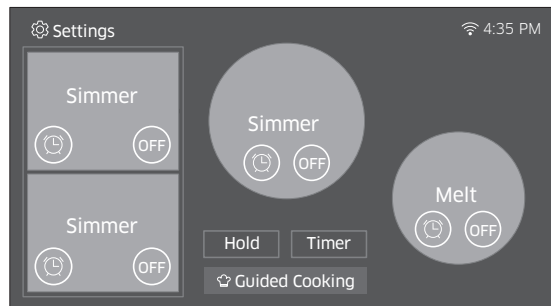 Settings
4:35 PM
Simmer
OFF
Simmer
OFF
Simmer
OFF
Melt
OFF
Hold
Timer
Guided Cooking